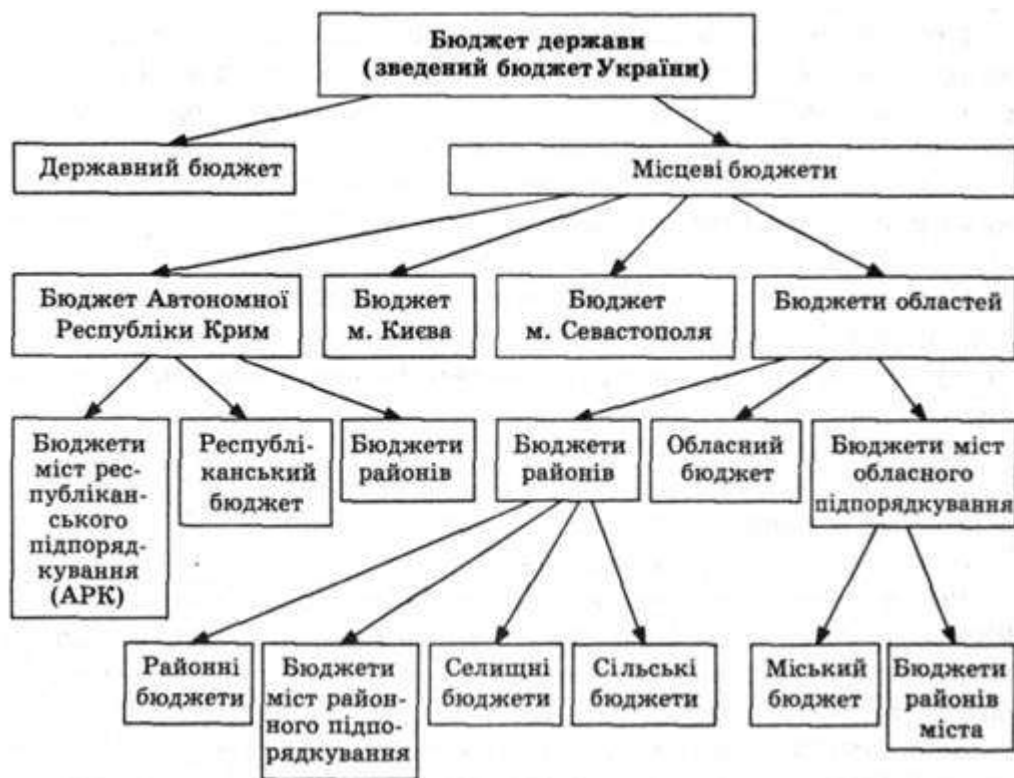 Бюджет держави
(зведений бюджет України)
Державний бюджет
Місцеві бюджети
Бюджет Автономної
Республіки Крим
Бюджет
м. Києва
Бюджет
м. Севастополя
Бюджети областей
Бюджети
міст рес-
публікан-
ського
підпоряд-
кування
(АРК)
Республі-
канський
бюджет
Бюджети
районів
Бюджети
районів
Обласний
бюджет
Бюджети міст
обласного
підпорядкування
Районні
бюджети
Бюджети
міст район-
ного підпо-
рядкування
Селищні
бюджети
Сільські
бюджети
Міський
бюджет
Бюджети
районів
міста